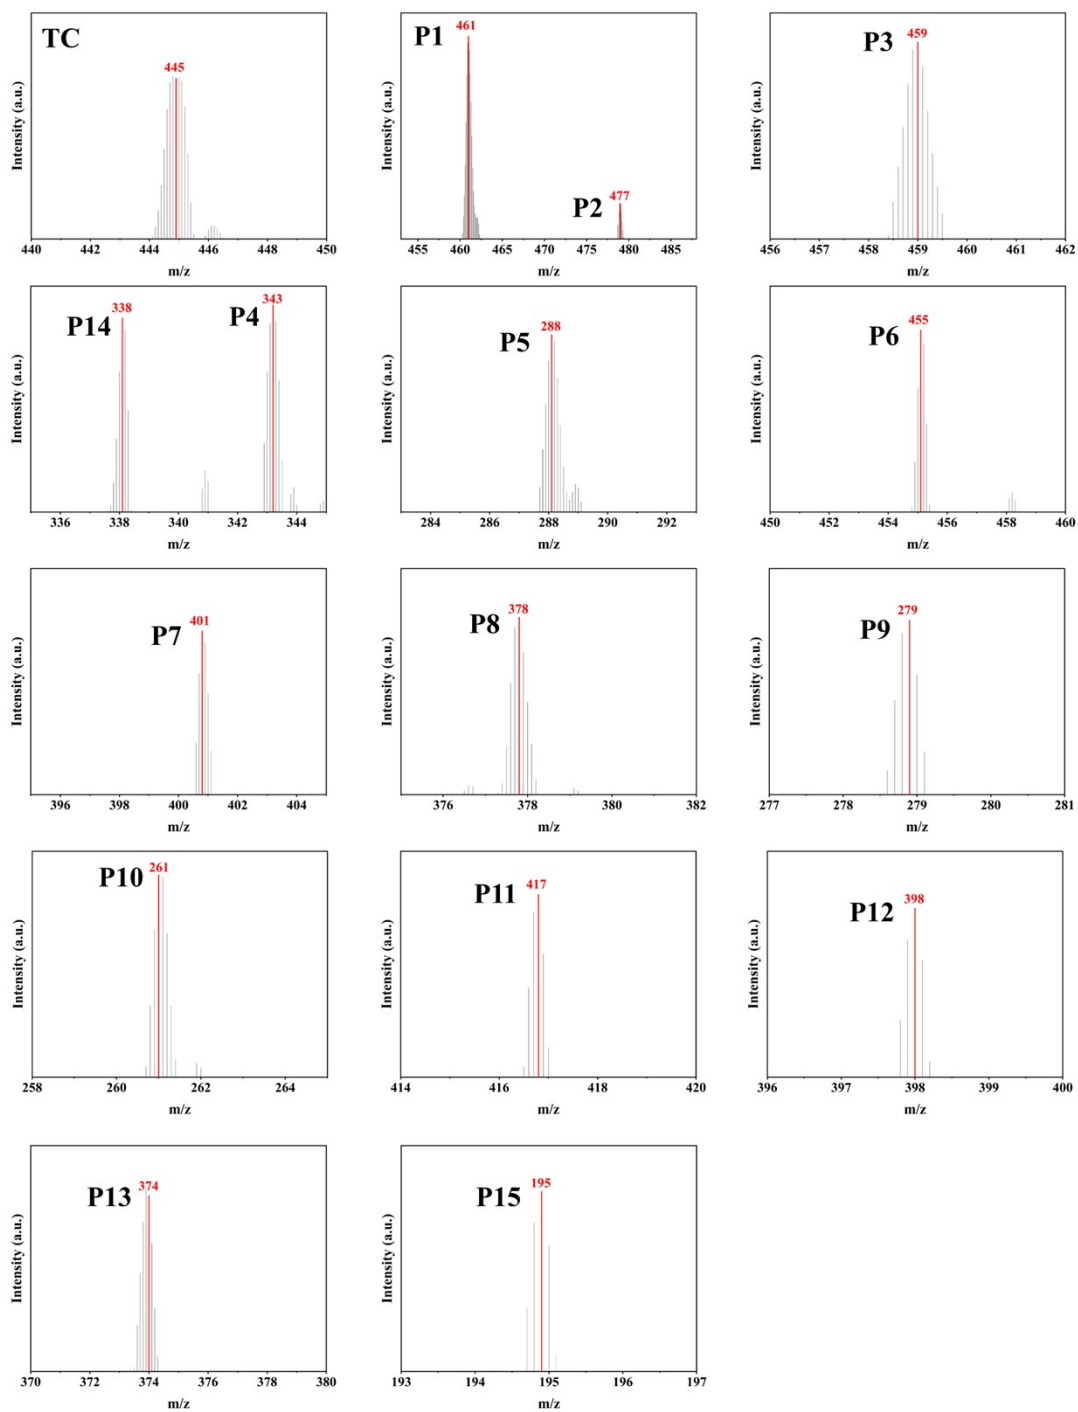 TC
445
Intensity (a.u.)
440 442 444 446 448 450
m/z
P1
461
P2
477
Intensity (a.u.)
455 460 465 470 475 480 485
m/z
P3
459
Intensity (a.u.)
456 457 458 459 460 461 462
m/z
P14
338
P4
343
Intensity (a.u.)
336 338 340 342 344
m/z
P5
288
Intensity (a.u.)
284 286 288 290 292
m/z
P6
455
Intensity (a.u.)
450 452 454 456 458 460
m/z
P7
401
Intensity (a.u.)
396 398 400 402 404
m/z
P8
378
Intensity (a.u.)
376 378 380 382
m/z
P9
279
Intensity (a.u.)
277 278 279 280 281
m/z
P10
261
Intensity (a.u.)
258 260 262 264
m/z
P11
417
Intensity (a.u.)
414 416 418 420
m/z
P12
398
Intensity (a.u.)
396 397 398 399 400
m/z
P13
374
Intensity (a.u.)
370 372 374 376 378 380
m/z
P15
195
Intensity (a.u.)
193 194 195 196 197
m/z